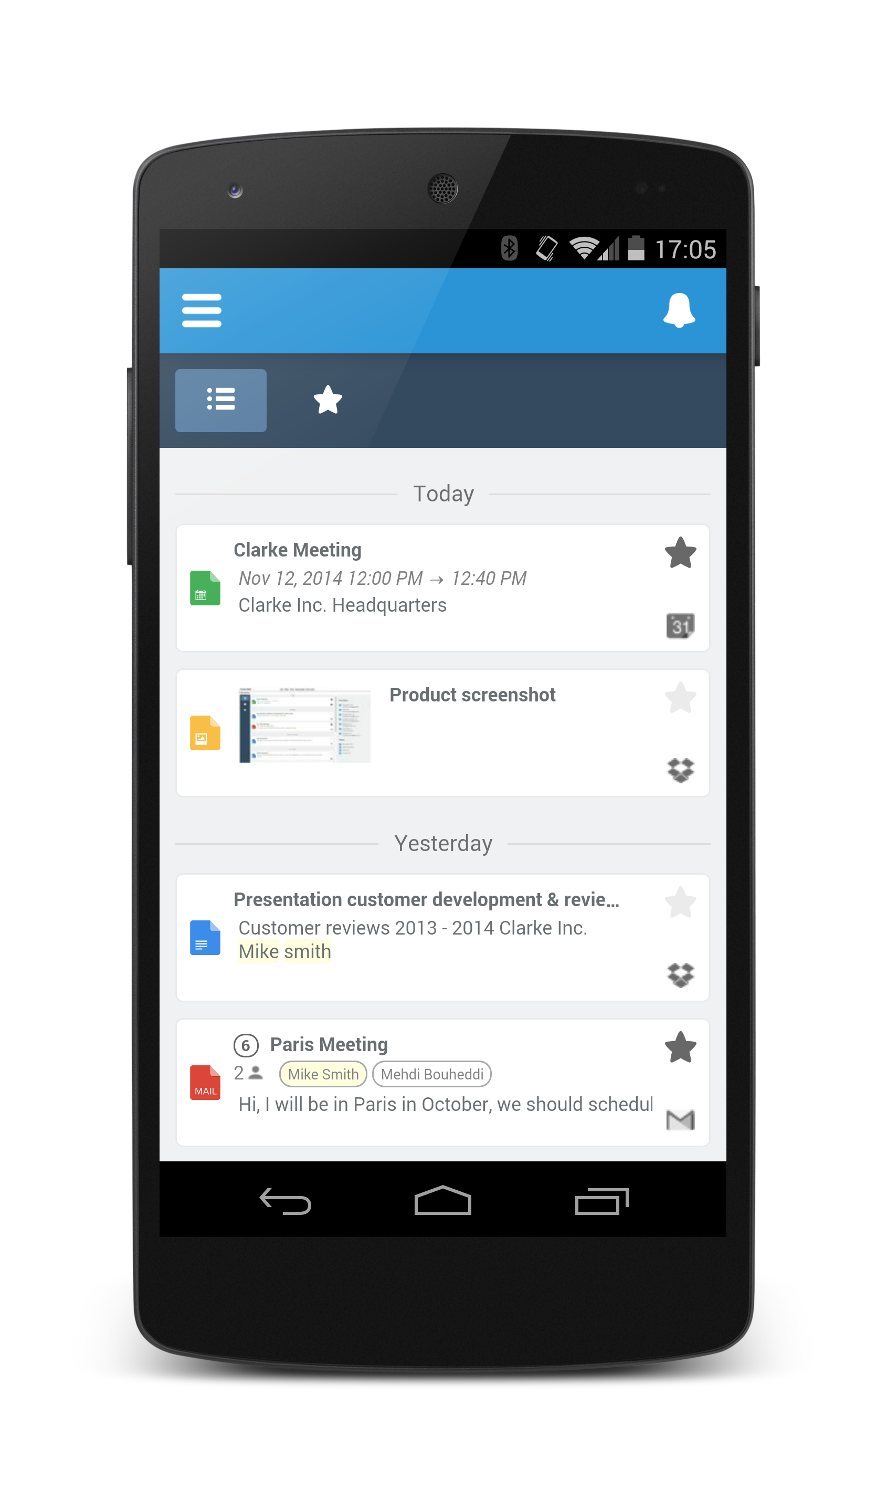 17:05
Today
Clarke Meeting
Nov 12, 2014 12:00 PM → 12:40 PM
Clarke Inc. Headquarters
31
Product screenshot
Yesterday
Presentation customer development & revie...
Customer reviews 2013 - 2014 Clarke Inc.
Mike smith
6 Paris Meeting
2 Mike Smith Mehdi Bouheddi
MAIL
Hi, I will be in Paris in October, we should schedul